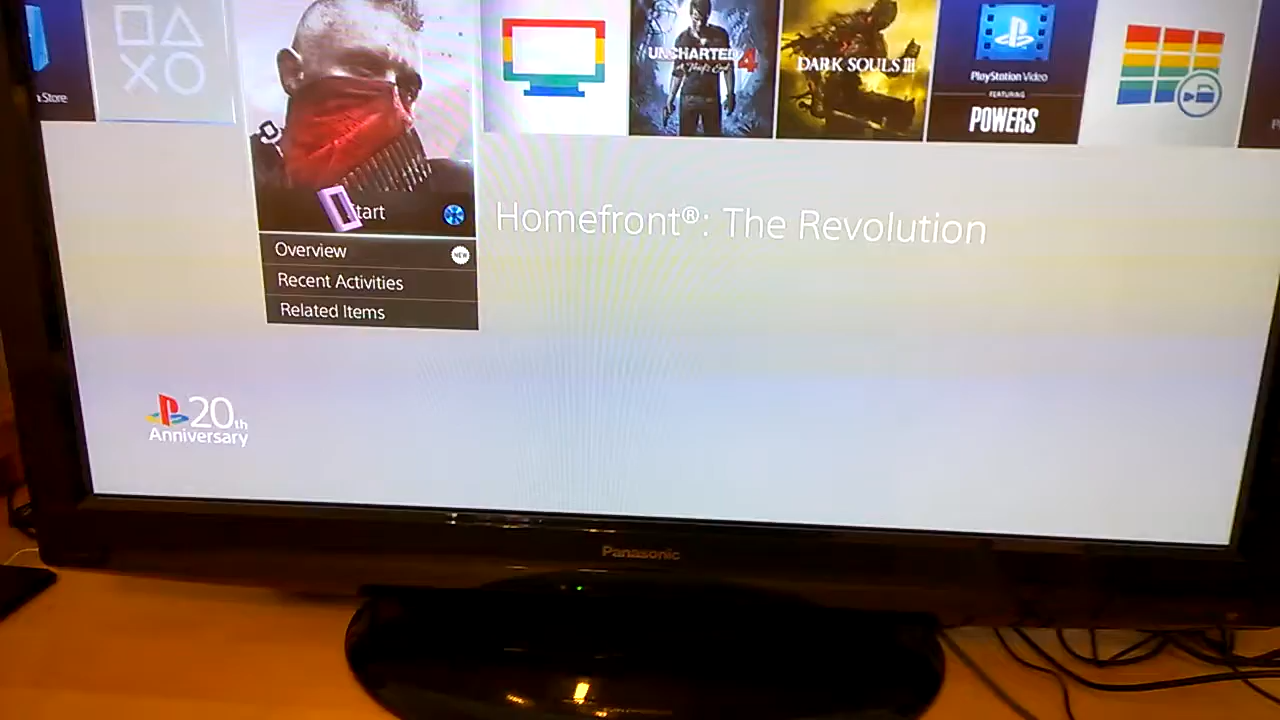 Store
UNCHARTED 4
A Thief's End
DARK SOULS III
PlayStation Video
FEATURING
POWERS
Start
Homefront®: The Revolution
Overview
NEW
Recent Activities
Related Items
20th
Anniversary
Panasonic